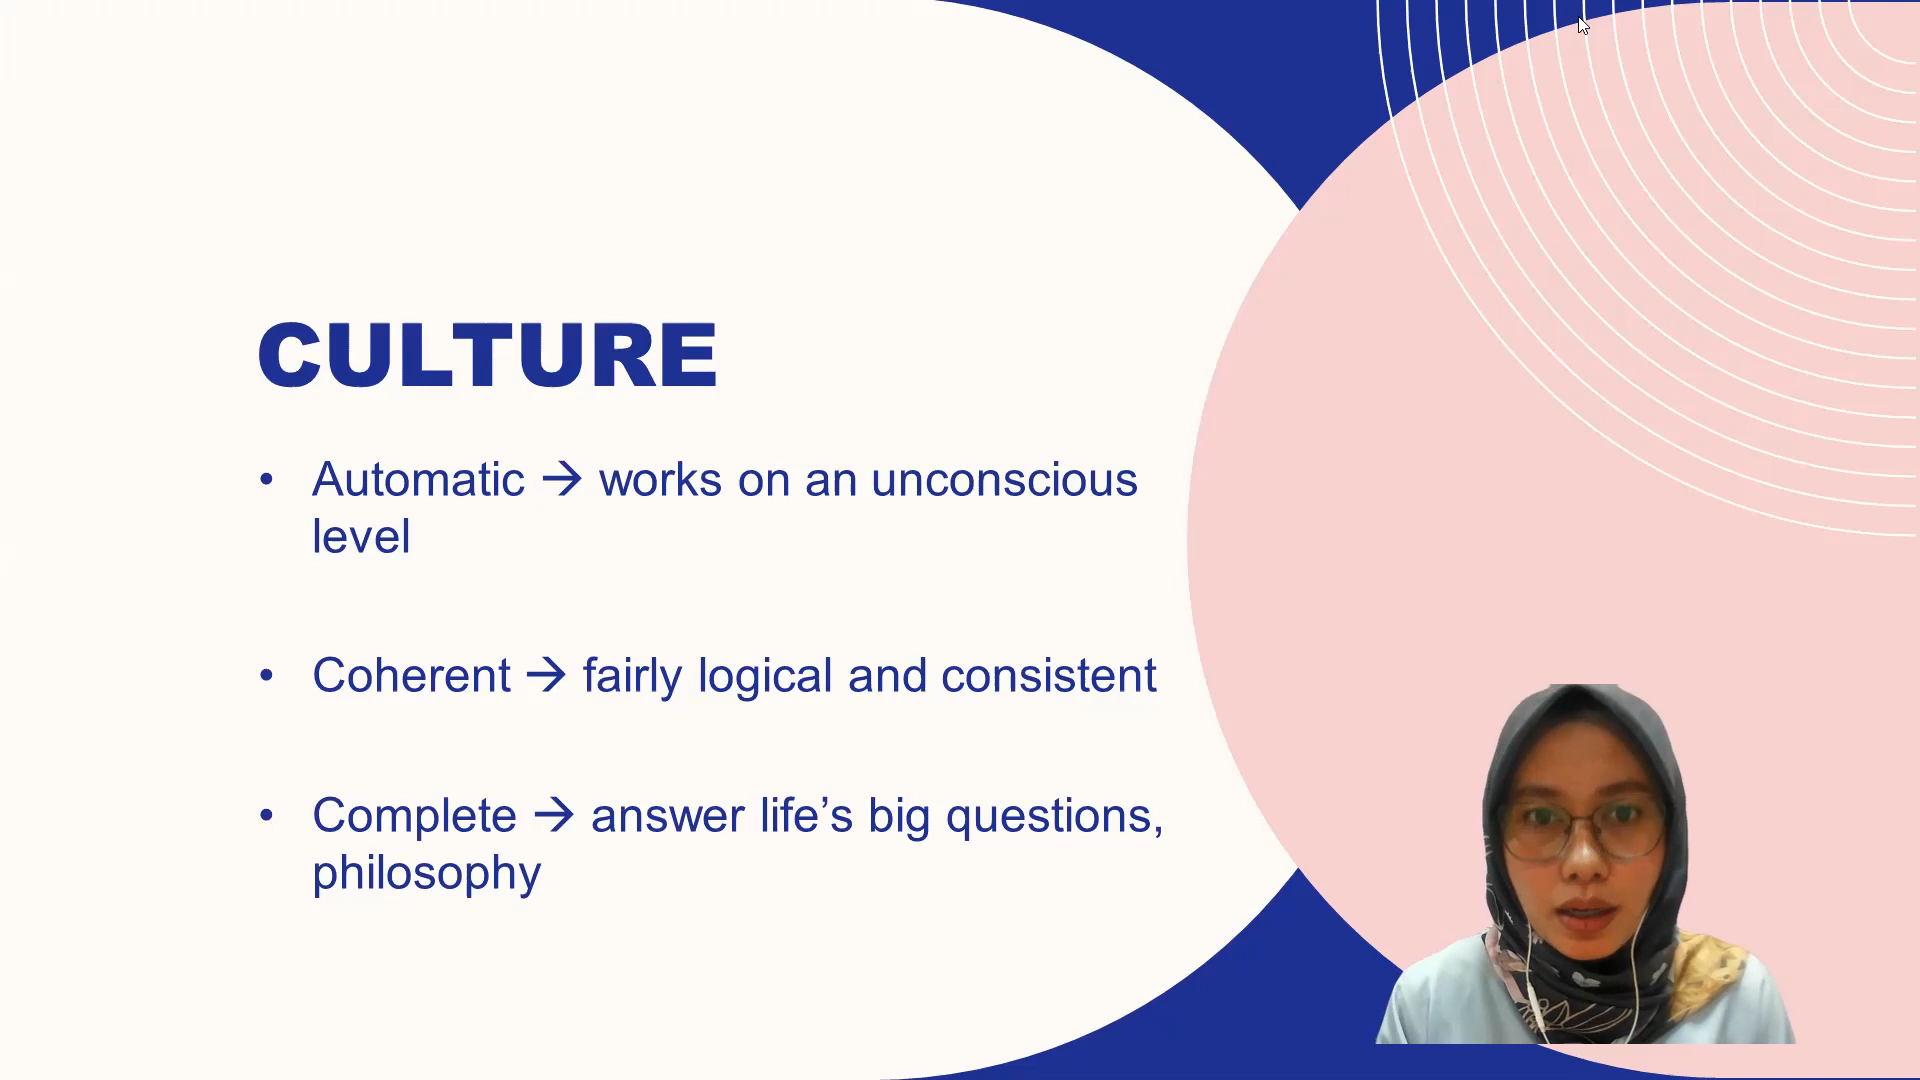 CULTURE
• Automatic → works on an unconscious
level
• Coherent → fairly logical and consistent
• Complete → answer life’s big questions,
philosophy